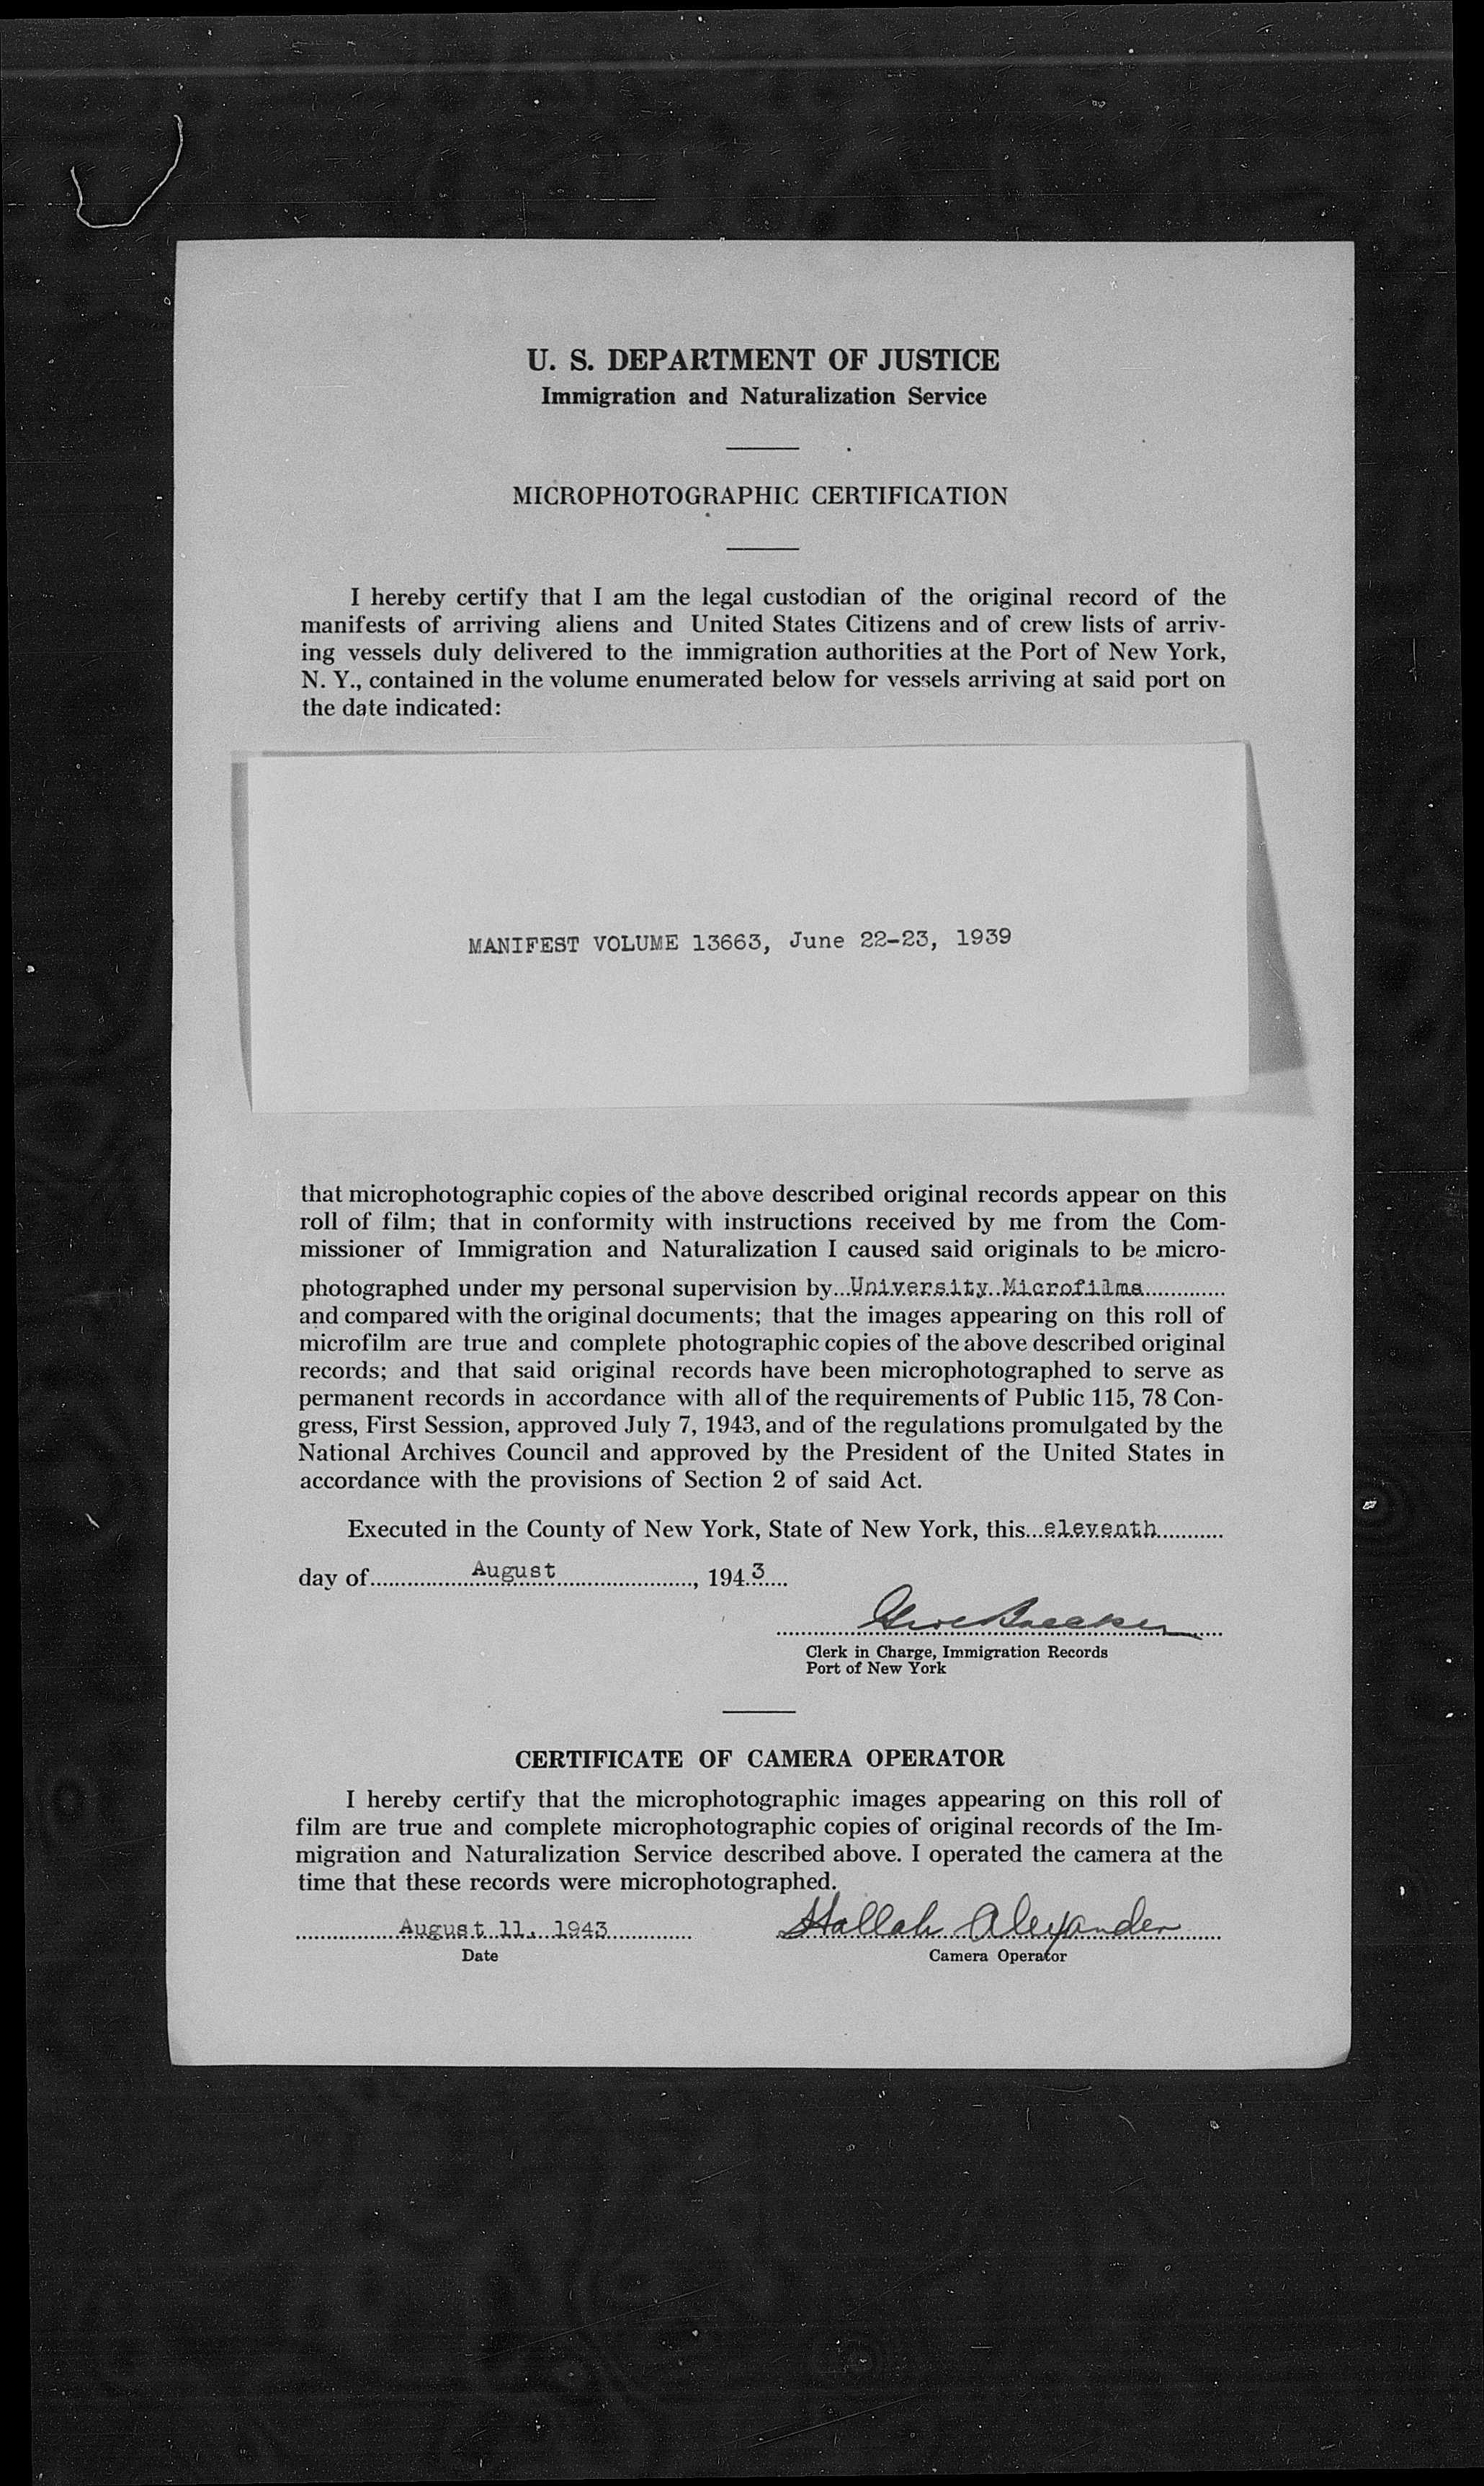 U. S. DEPARTMENT OF JUSTICE
Immigration and Naturalization Service
MICROPHOTOGRAPHIC CERTIFICATION
I hereby certify that I am the legal custodian of the original record of the
manifests of arriving aliens and United States Citizens and of crew lists of arriv-
ing vessels duly delivered to the immigration authorities at the Port of New York,
N. Y., contained in the volume enumerated below for vessels arriving at said port on
the date indicated:
MANIFEST VOLUME 13663, June 22-23, 1939
that microphotographic copies of the above described original records appear on this
roll of film; that in conformity with instructions received by me from the Com-
missioner of Immigration and Naturalization I caused said originals to be micro-
photographed under my personal supervision by...University Microfilms..............
and compared with the original documents; that the images appearing on this roll of
microfilm are true and complete photographic copies of the above described original
records; and that said original records have been microphotographed to serve as
permanent records in accordance with all of the requirements of Public 115, 78 Con-
gress, First Session, approved July 7, 1943, and of the regulations promulgated by the
National Archives Council and approved by the President of the United States in
accordance with the provisions of Section 2 of said Act.
Executed in the County of New York, State of New York, this...eleventh...........
day of.................August........................, 1943.....
Clerk in Charge, Immigration Records
Port of New York
CERTIFICATE OF CAMERA OPERATOR
I hereby certify that the microphotographic images appearing on this roll of
film are true and complete microphotographic copies of original records of the Im-
migration and Naturalization Service described above. I operated the camera at the
time that these records were microphotographed.
August 11, 1943 Hallah Alexander
Date Camera Operator